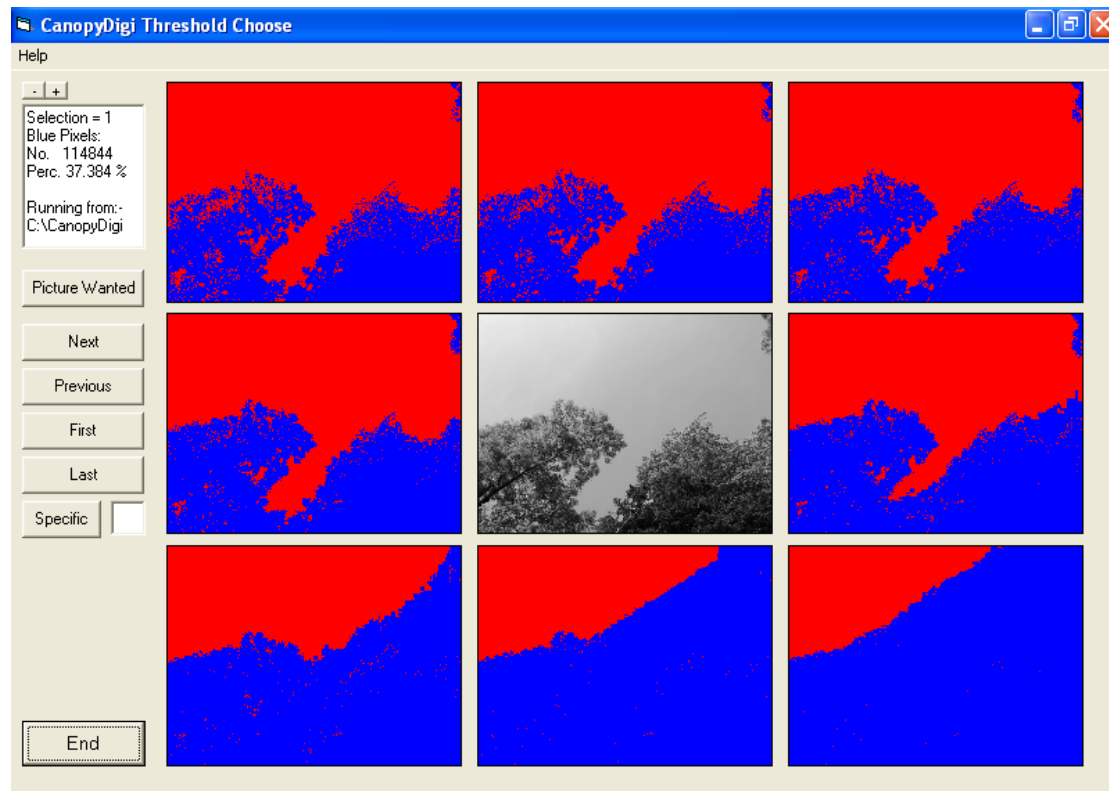 CanopyDigi Threshold Choose
Help
- +
Selection = 1
Blue Pixels:
No. 114844
Perc. 37.384 %
Running from:-
C:\CanopyDigi
Picture Wanted
Next
Previous
First
Last
Specific
End